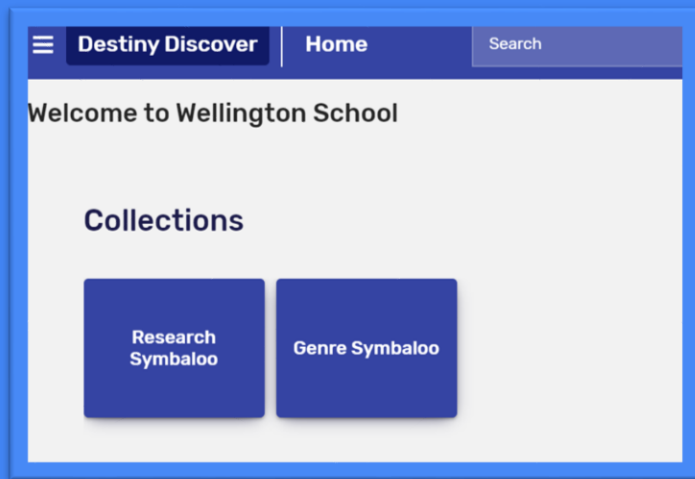 Destiny Discover Home Search
Welcome to Wellington School
Collections
Research
Symbaloo
Genre Symbaloo